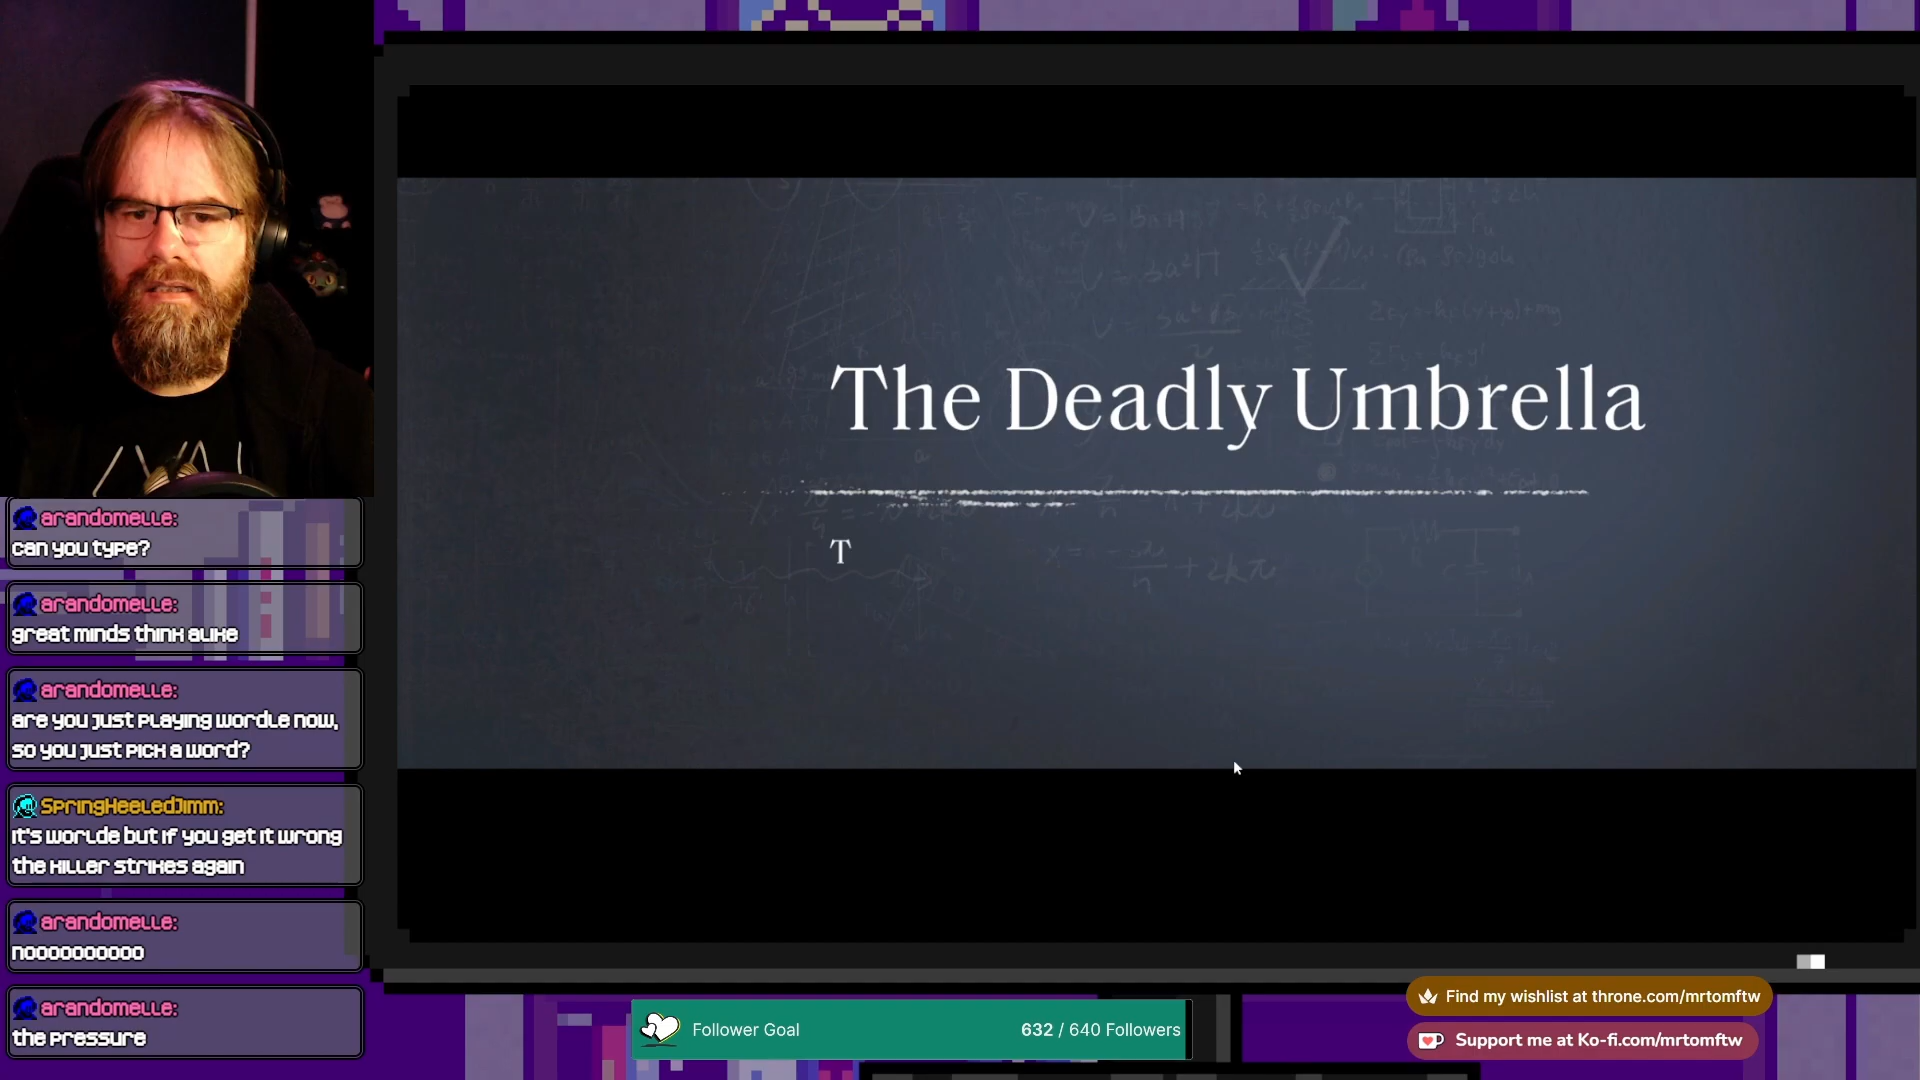 The Deadly Umbrella
T
arandomelle:
can you type?
arandomelle:
great minds think alike
arandomelle:
are you just playing wordle now,
so you just pick a word?
SpringHeeledJimm:
it's worlde but if you get it wrong
the killer strikes again
arandomelle:
nooooooooooo
arandomelle:
the pressure
Follower Goal
632 / 640 Followers
Find my wishlist at throne.com/mrtomftw
Support me at Ko-fi.com/mrtomftw